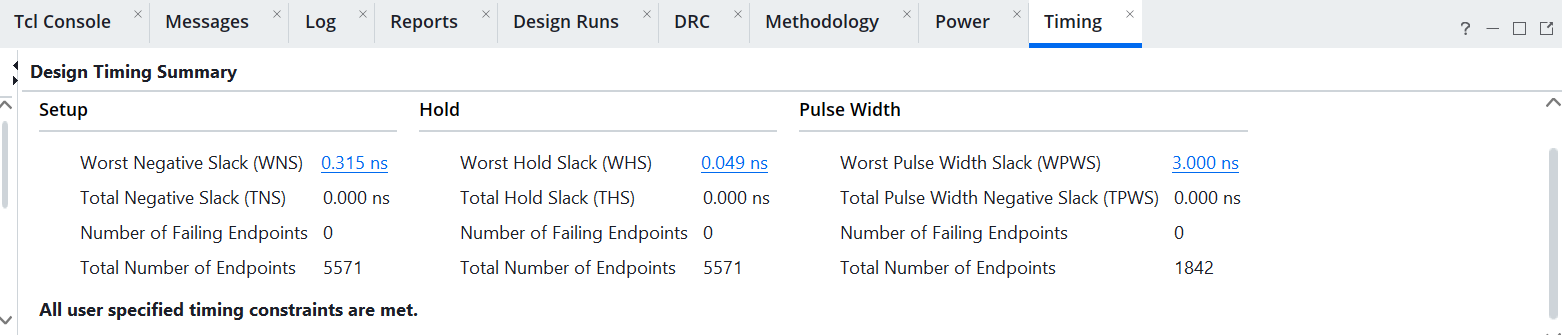 Tcl Console Messages Log Reports Design Runs DRC Methodology Power Timing
Design Timing Summary
Setup Hold Pulse Width
Worst Negative Slack (WNS) 0.315 ns Worst Hold Slack (WHS) 0.049 ns Worst Pulse Width Slack (WPWS) 3.000 ns
Total Negative Slack (TNS) 0.000 ns Total Hold Slack (THS) 0.000 ns Total Pulse Width Negative Slack (TPWS) 0.000 ns
Number of Failing Endpoints 0 Number of Failing Endpoints 0 Number of Failing Endpoints 0
Total Number of Endpoints 5571 Total Number of Endpoints 5571 Total Number of Endpoints 1842
All user specified timing constraints are met.